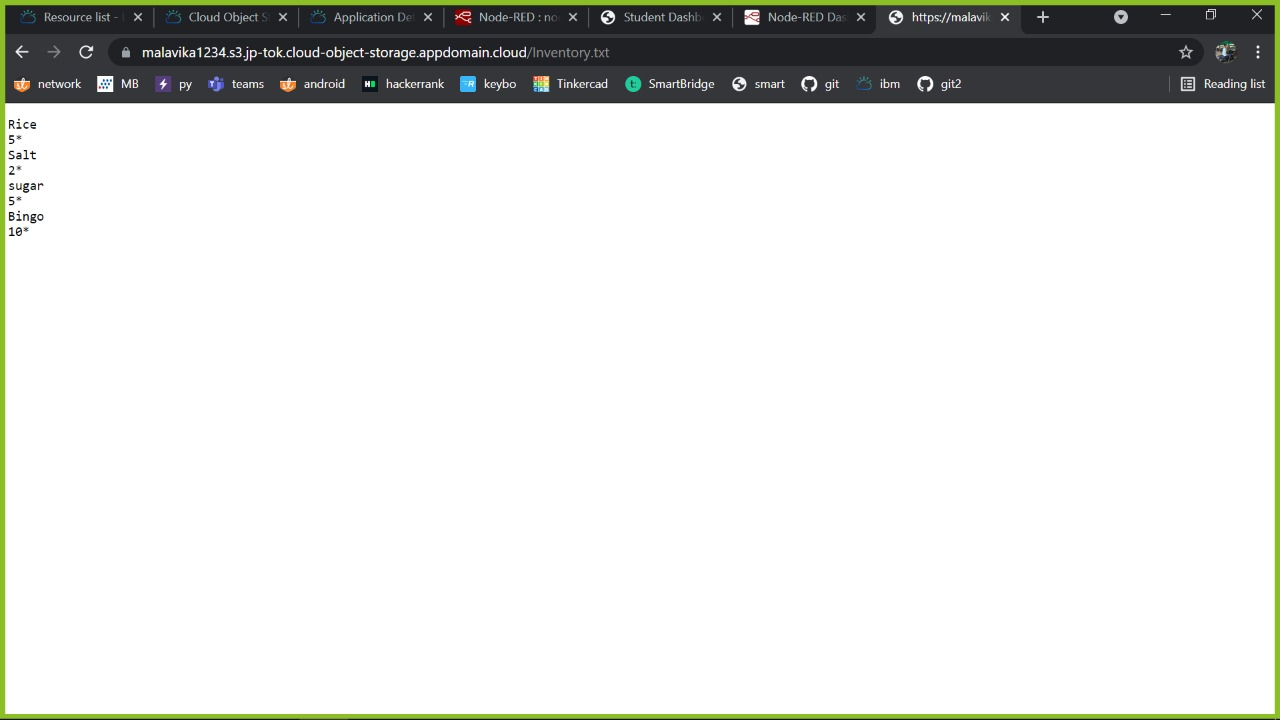 Resource list -
Cloud Object S
Application De
Node-RED : no
Student Dashb
Node-RED Das
https://malavik
malavika1234.s3.jp-tok.cloud-object-storage.appdomain.cloud/Inventory.txt
network
MB
py
teams
android
hackerrank
keybo
Tinkercad
SmartBridge
smart
git
ibm
git2
Reading list
Rice
5*
Salt
2*
sugar
5*
Bingo
10*